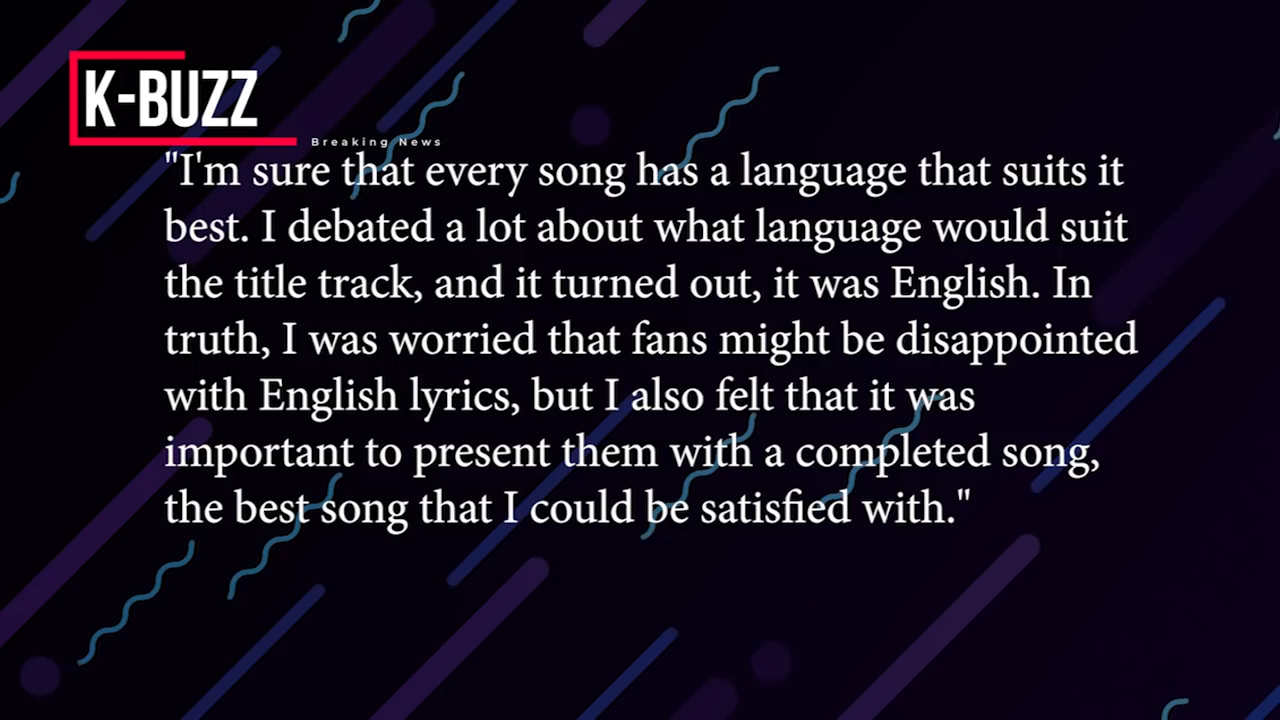 K-BUZZ
Breaking News
"I'm sure that every song has a language that suits it
best. I debated a lot about what language would suit
the title track, and it turned out, it was English. In
truth, I was worried that fans might be disappointed
with English lyrics, but I also felt that it was
important to present them with a completed song,
the best song that I could be satisfied with."